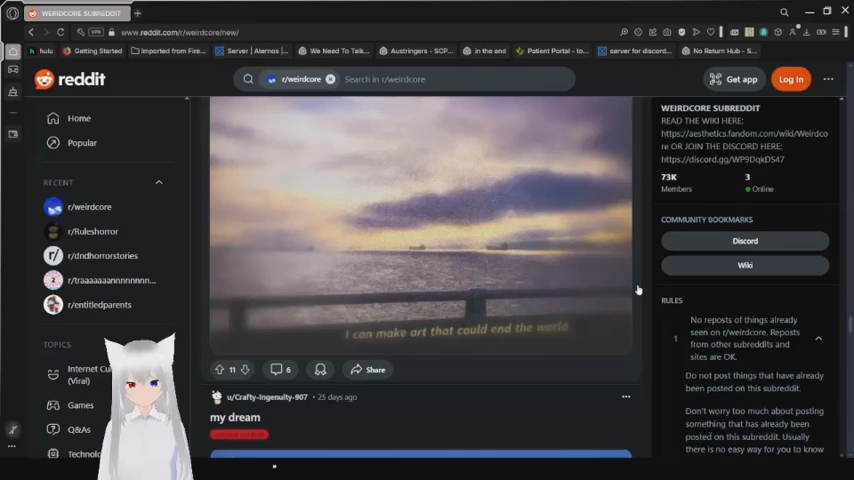 WEIRDCORE SUBREDDIT
www.reddit.com/r/weirdcore/new/
hulu
Getting Started
Imported from Fire...
Server | Aternos |
We Need To Talk...
Austringers - SCP...
in the end
Patient Portal - to...
server for discord...
No Return Hub - S...
reddit
r/weirdcore
Search in r/weirdcore
Get app
Log In
Home
Popular
RECENT
r/weirdcore
r/Ruleshorror
r/dndhorrorstories
r/traaaaaaannnnnnnn...
r/entitledparents
TOPICS
Internet Cu
(Viral)
Games
Q&As
Technolo
I can make art that could end the world
11
6
Share
u/Crafty-Ingenuity-907 • 25 days ago
my dream
WEIRDCORE SUBREDDIT
READ THE WIKI HERE:
https://aesthetics.fandom.com/wiki/Weirdco
re OR JOIN THE DISCORD HERE:
https://discord.gg/WP9DqkDS47
73K
Members
3
Online
COMMUNITY BOOKMARKS
Discord
Wiki
RULES
1
No reposts of things already
seen on r/weirdcore. Reposts
from other subreddits and
sites are OK.
Do not post things that have already
been posted on this subreddit.
Don't worry too much about posting
something that has already been
posted on this subreddit. Usually
there is no easy way for you to know